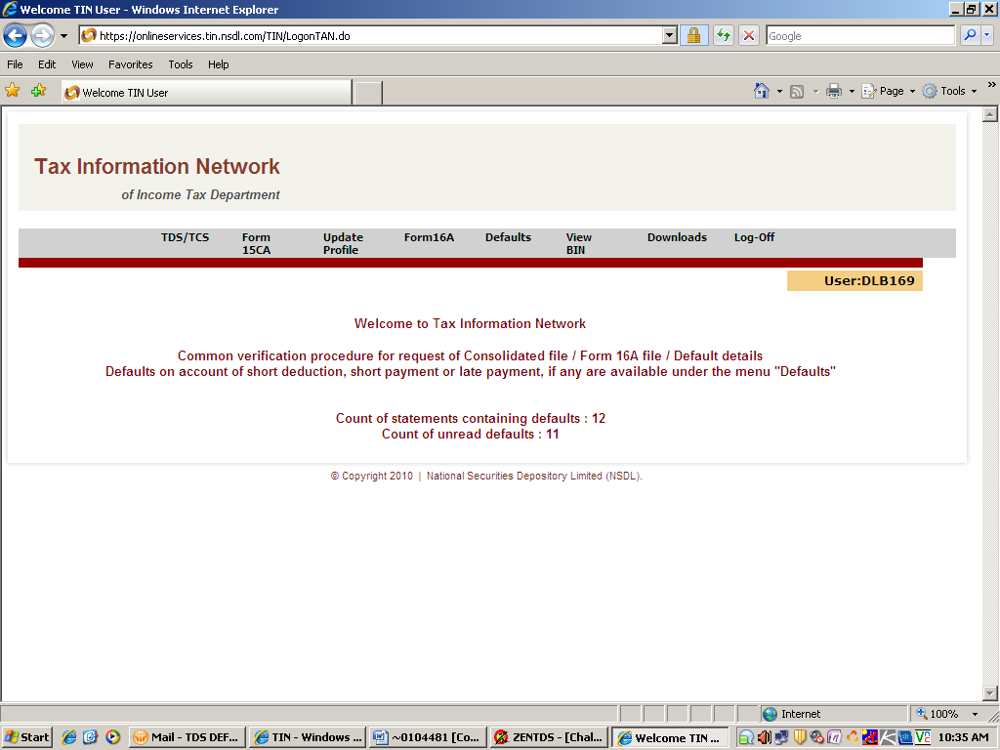 Welcome TIN User - Windows Internet Explorer
https://onlineservices.tin.nsdl.com/TIN/LogonTAN.do
Google
File Edit View Favorites Tools Help
Welcome TIN User
Page Tools »
Tax Information Network
of Income Tax Department
TDS/TCS Form 15CA Update Profile Form16A Defaults View BIN Downloads Log-Off
User:DLB169
Welcome to Tax Information Network
Common verification procedure for request of Consolidated file / Form 16A file / Default details
Defaults on account of short deduction, short payment or late payment, if any are available under the menu "Defaults"
Count of statements containing defaults : 12
Count of unread defaults : 11
© Copyright 2010 | National Securities Depository Limited (NSDL).
Internet 100%
Start Mail - TDS DEF... TIN - Windows ... ~0104481 [Co... ZENTDS - [Chal... Welcome TIN ... 10:35 AM